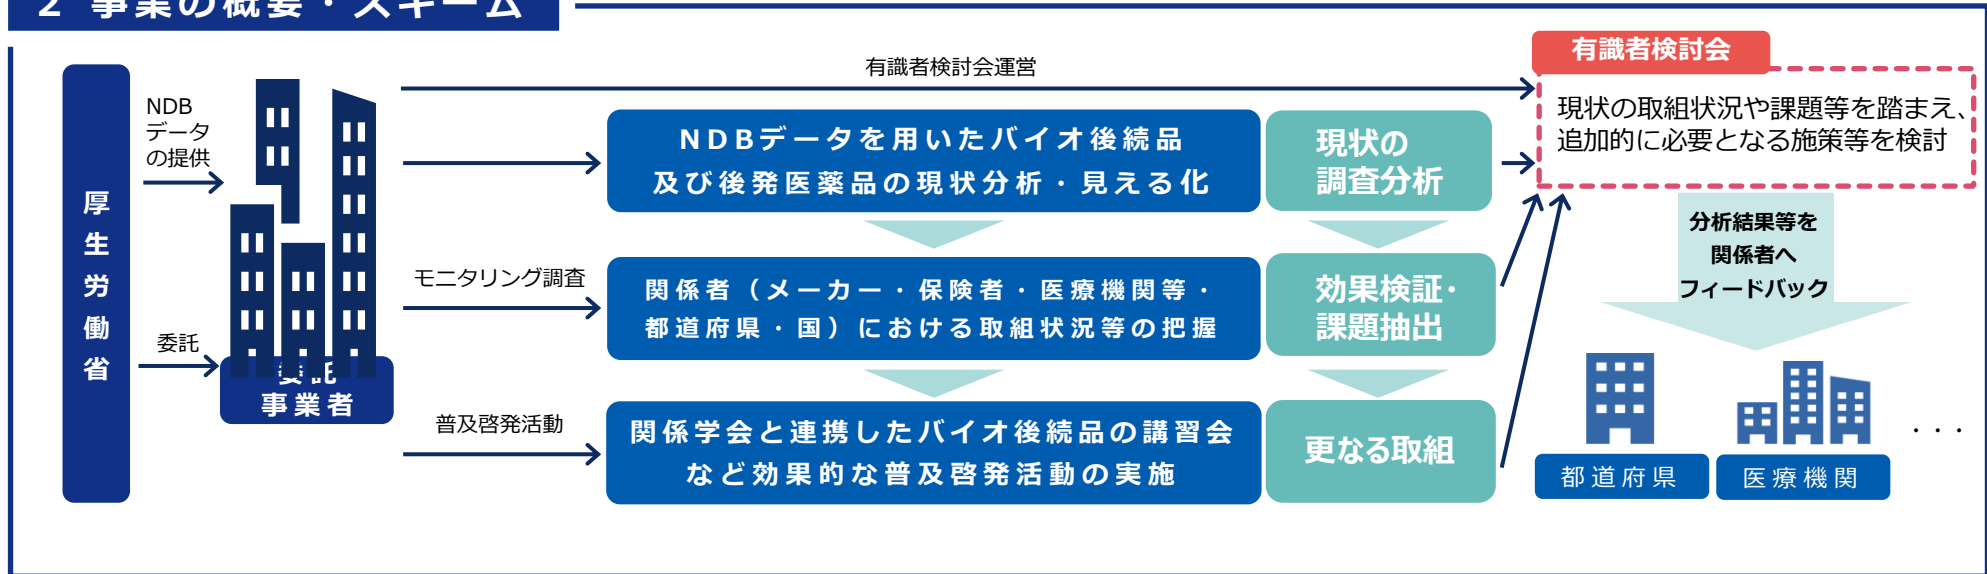 2 事業の概要・スキーム
厚生労働省
NDB
データ
の提供
委託
委託
事業者
有識者検討会運営
NDBデータを用いたバイオ後続品
及び後発医薬品の現状分析・見える化
現状の
調査分析
モニタリング調査
関係者（メーカー・保険者・医療機関等・
都道府県・国）における取組状況等の把握
効果検証・
課題抽出
普及啓発活動
関係学会と連携したバイオ後続品の講習会
など効果的な普及啓発活動の実施
更なる取組
有識者検討会
現状の取組状況や課題等を踏まえ、
追加的に必要となる施策等を検討
分析結果等を
関係者へ
フィードバック
都道府県
医療機関
・・・